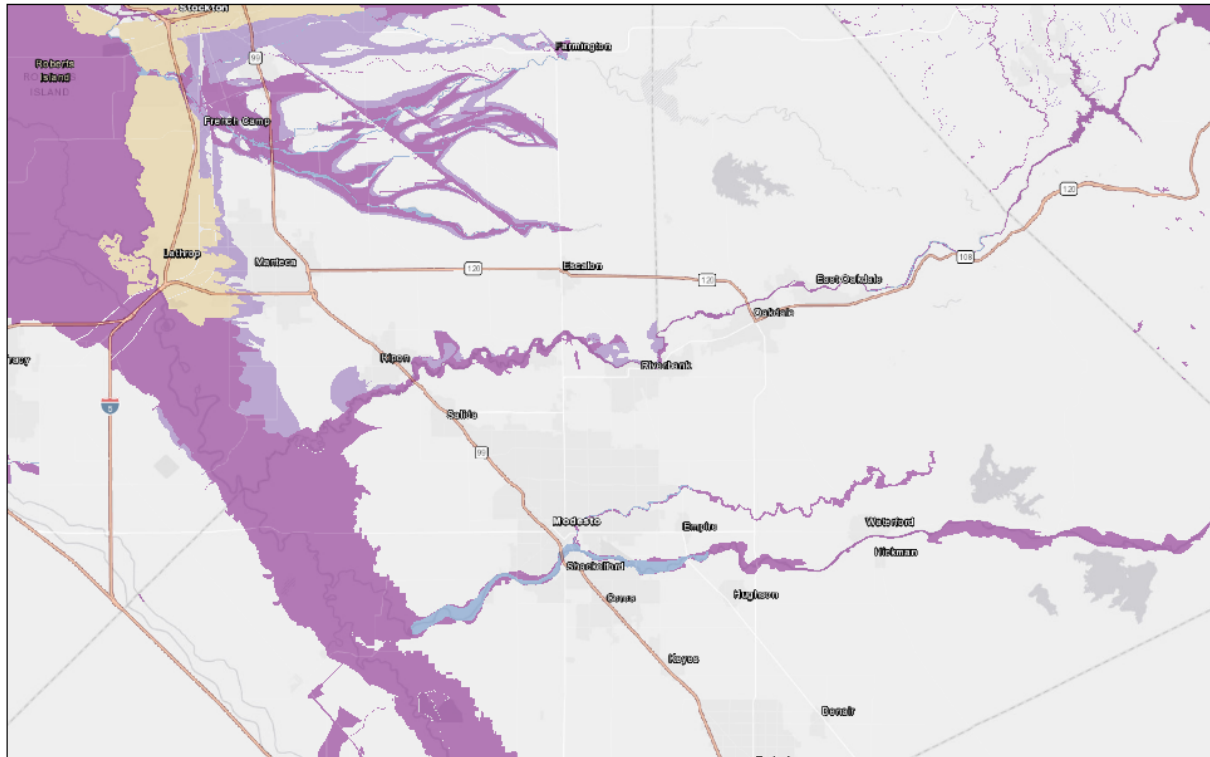 Stockton
Farmington
99
Roberts
Island
ROBERTS
ISLAND
French Camp
120
Lathrop
Manteca
120
Escalon
108
120
East Oakdale
Oakdale
Tracy
Ripon
Riverbank
5
Salida
99
Modesto
Empire
Waterford
Hickman
Shackelford
Ceres
Hughson
Keyes
Denair